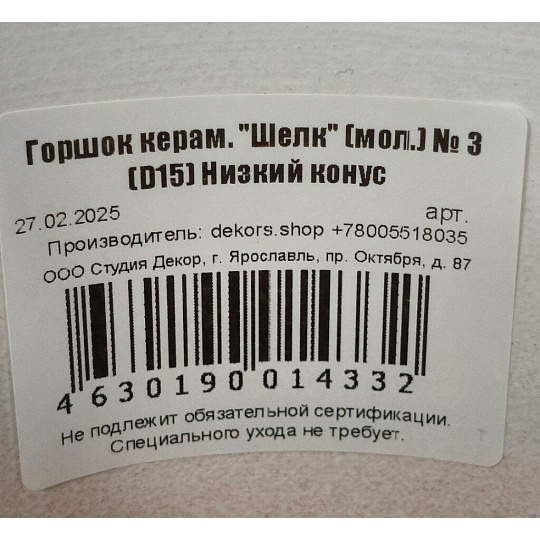 Горшок керам. "Шелк" (мол.) № 3
(D15) Низкий конус
27.02.2025 арт.
Производитель: dekors.shop +78005518035
ООО Студия Декор, г. Ярославль, пр. Октября, д. 87
4 630190 014332
Не подлежит обязательной сертификации.
Специального ухода не требует.